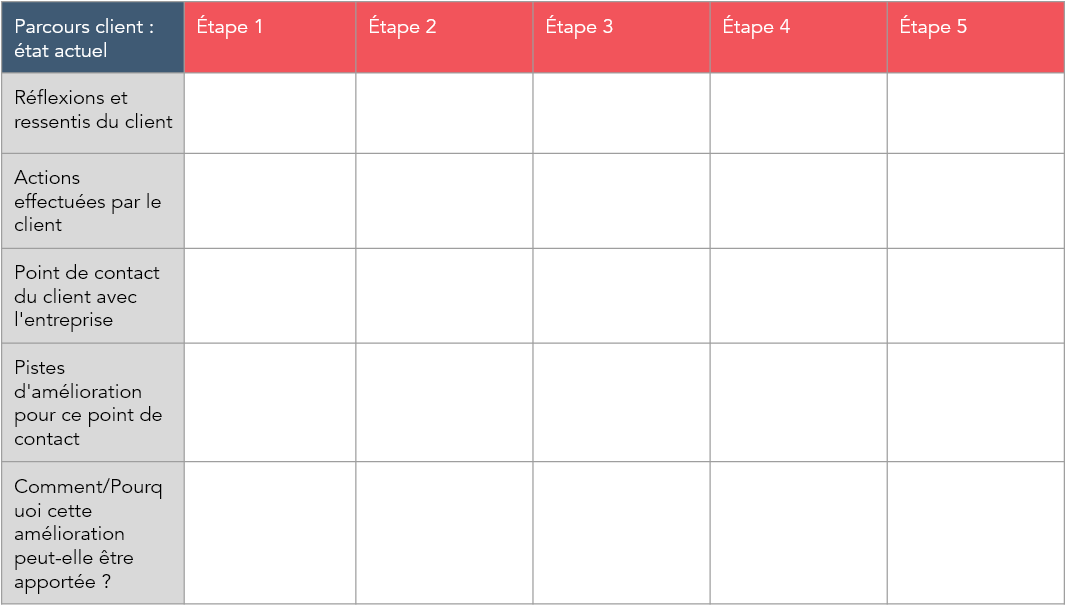 Parcours client :
état actuel
Étape 1
Étape 2
Étape 3
Étape 4
Étape 5
Réflexions et
ressentis du client
Actions
effectuées par le
client
Point de contact
du client avec
l'entreprise
Pistes
d'amélioration
pour ce point de
contact
Comment/Pourq
uoi cette
amélioration
peut-elle être
apportée ?